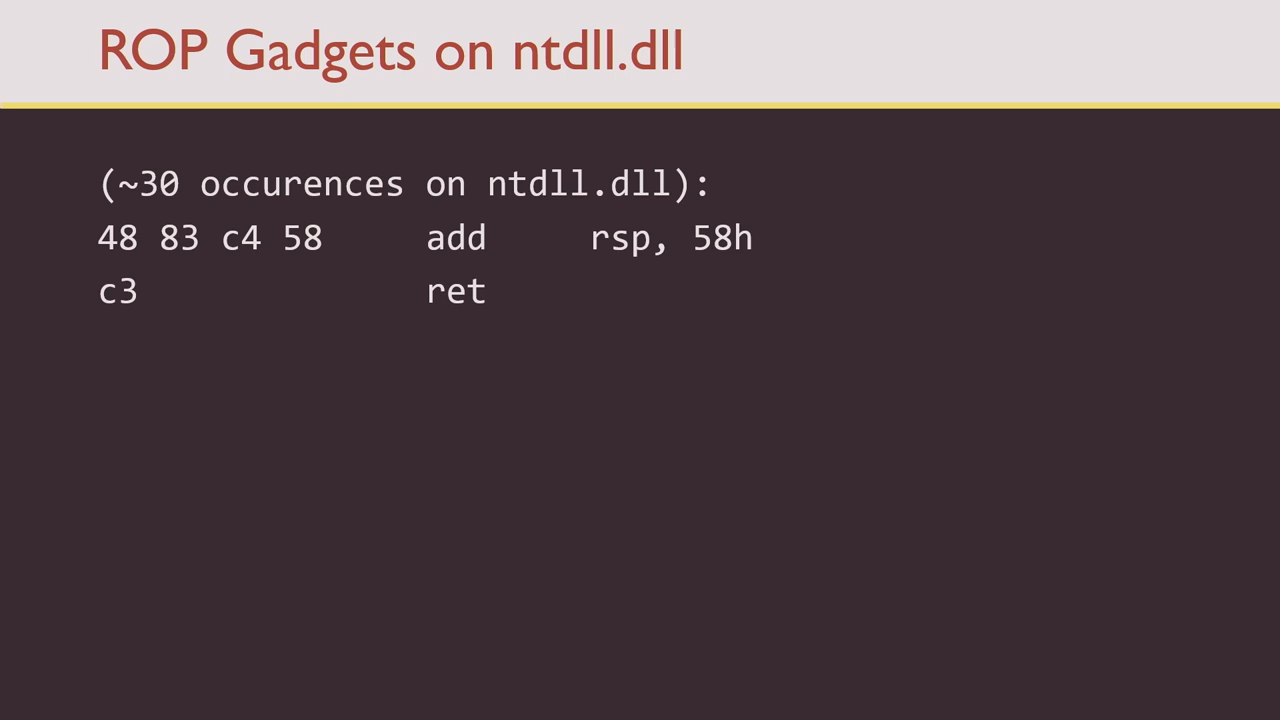 ROP Gadgets on ntdll.dll
(~30 occurences on ntdll.dll):
48 83 c4 58 add rsp, 58h
c3 ret